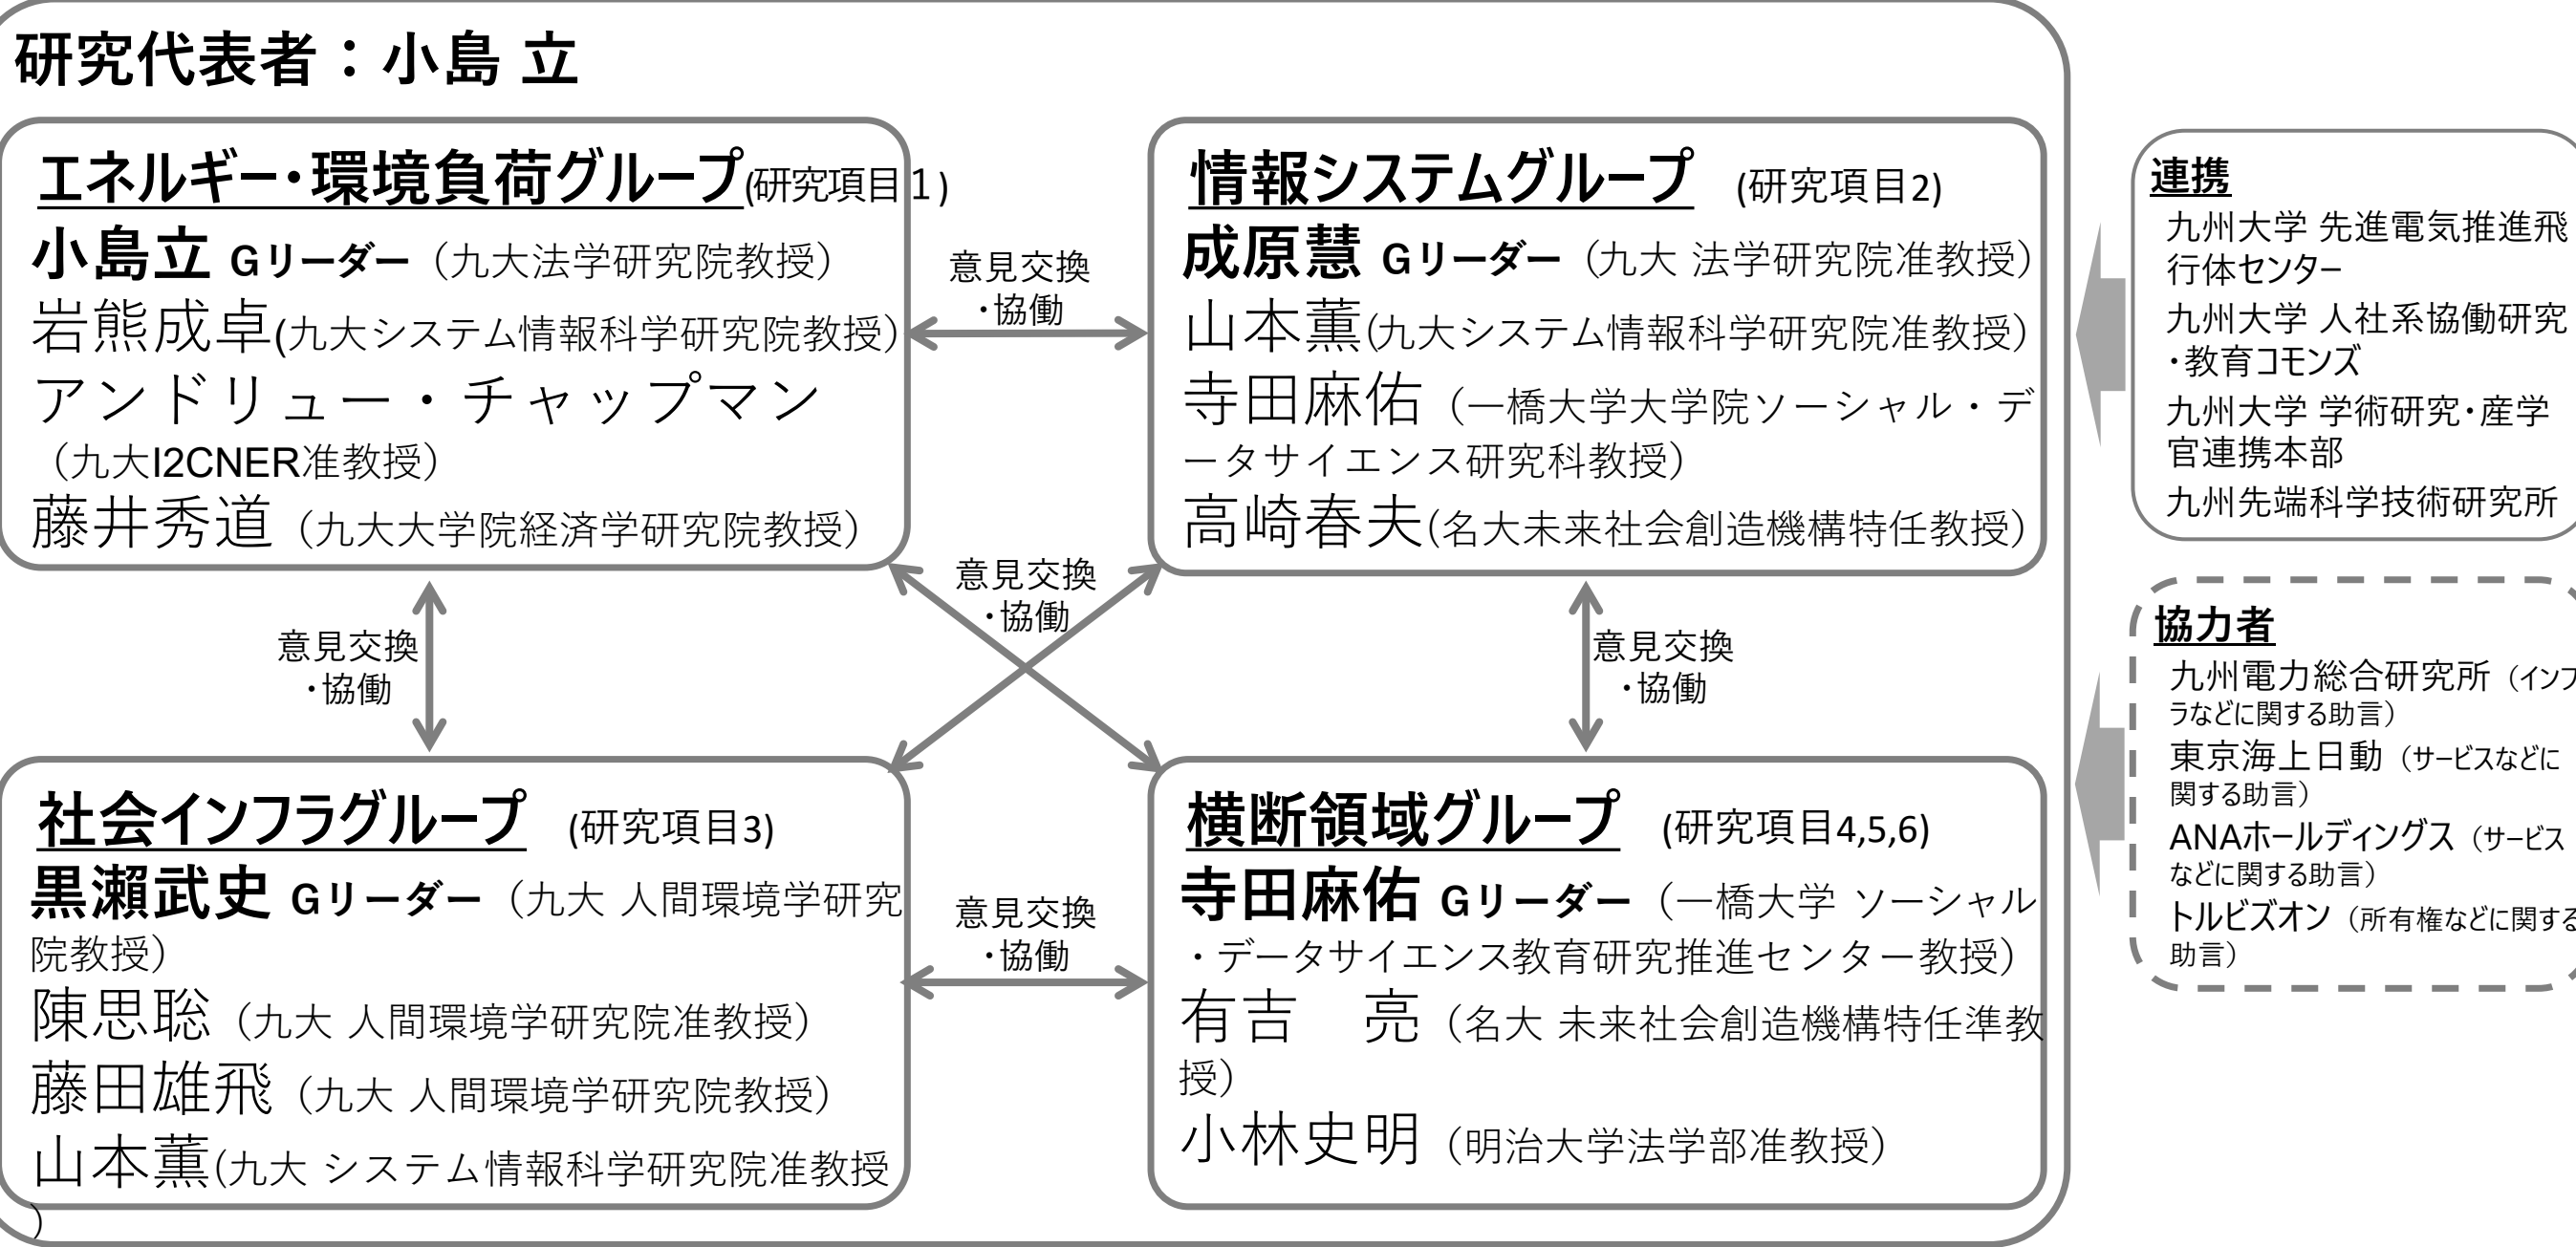 研究代表者：小島 立
エネルギー・環境負荷グループ(研究項目１)
小島立 Gリーダー（九大法学研究院教授）
岩熊成卓(九大システム情報科学研究院教授)
アンドリュー・チャップマン
（九大I2CNER准教授）
藤井秀道（九大大学院経済学研究院教授）
意見交換
・協働
情報システムグループ (研究項目2)
成原慧 Gリーダー（九大 法学研究院准教授）
山本薫(九大システム情報科学研究院准教授）
寺田麻佑（一橋大学大学院ソーシャル・デ
ータサイエンス研究科教授）
高崎春夫(名大未来社会創造機構特任教授）
意見交換
・協働
意見交換
・協働
意見交換
・協働
社会インフラグループ (研究項目3)
黒瀬武史 Gリーダー（九大 人間環境学研究
院教授）
陳思聡（九大 人間環境学研究院准教授）
藤田雄飛（九大 人間環境学研究院教授）
山本薫(九大 システム情報科学研究院准教授
）
意見交換
・協働
横断領域グループ (研究項目4,5,6)
寺田麻佑 Gリーダー（一橋大学 ソーシャル
・データサイエンス教育研究推進センター教授）
有吉　亮（名大 未来社会創造機構特任準教
授）
小林史明（明治大学法学部准教授）
連携
九州大学 先進電気推進飛
行体センター
九州大学 人社系協働研究
・教育コモンズ
九州大学 学術研究・産学
官連携本部
九州先端科学技術研究所
協力者
九州電力総合研究所（インフ
ラなどに関する助言）
東京海上日動（サービスなどに
関する助言）
ANAホールディングス（サービス
などに関する助言）
トルビズオン（所有権などに関する
助言）